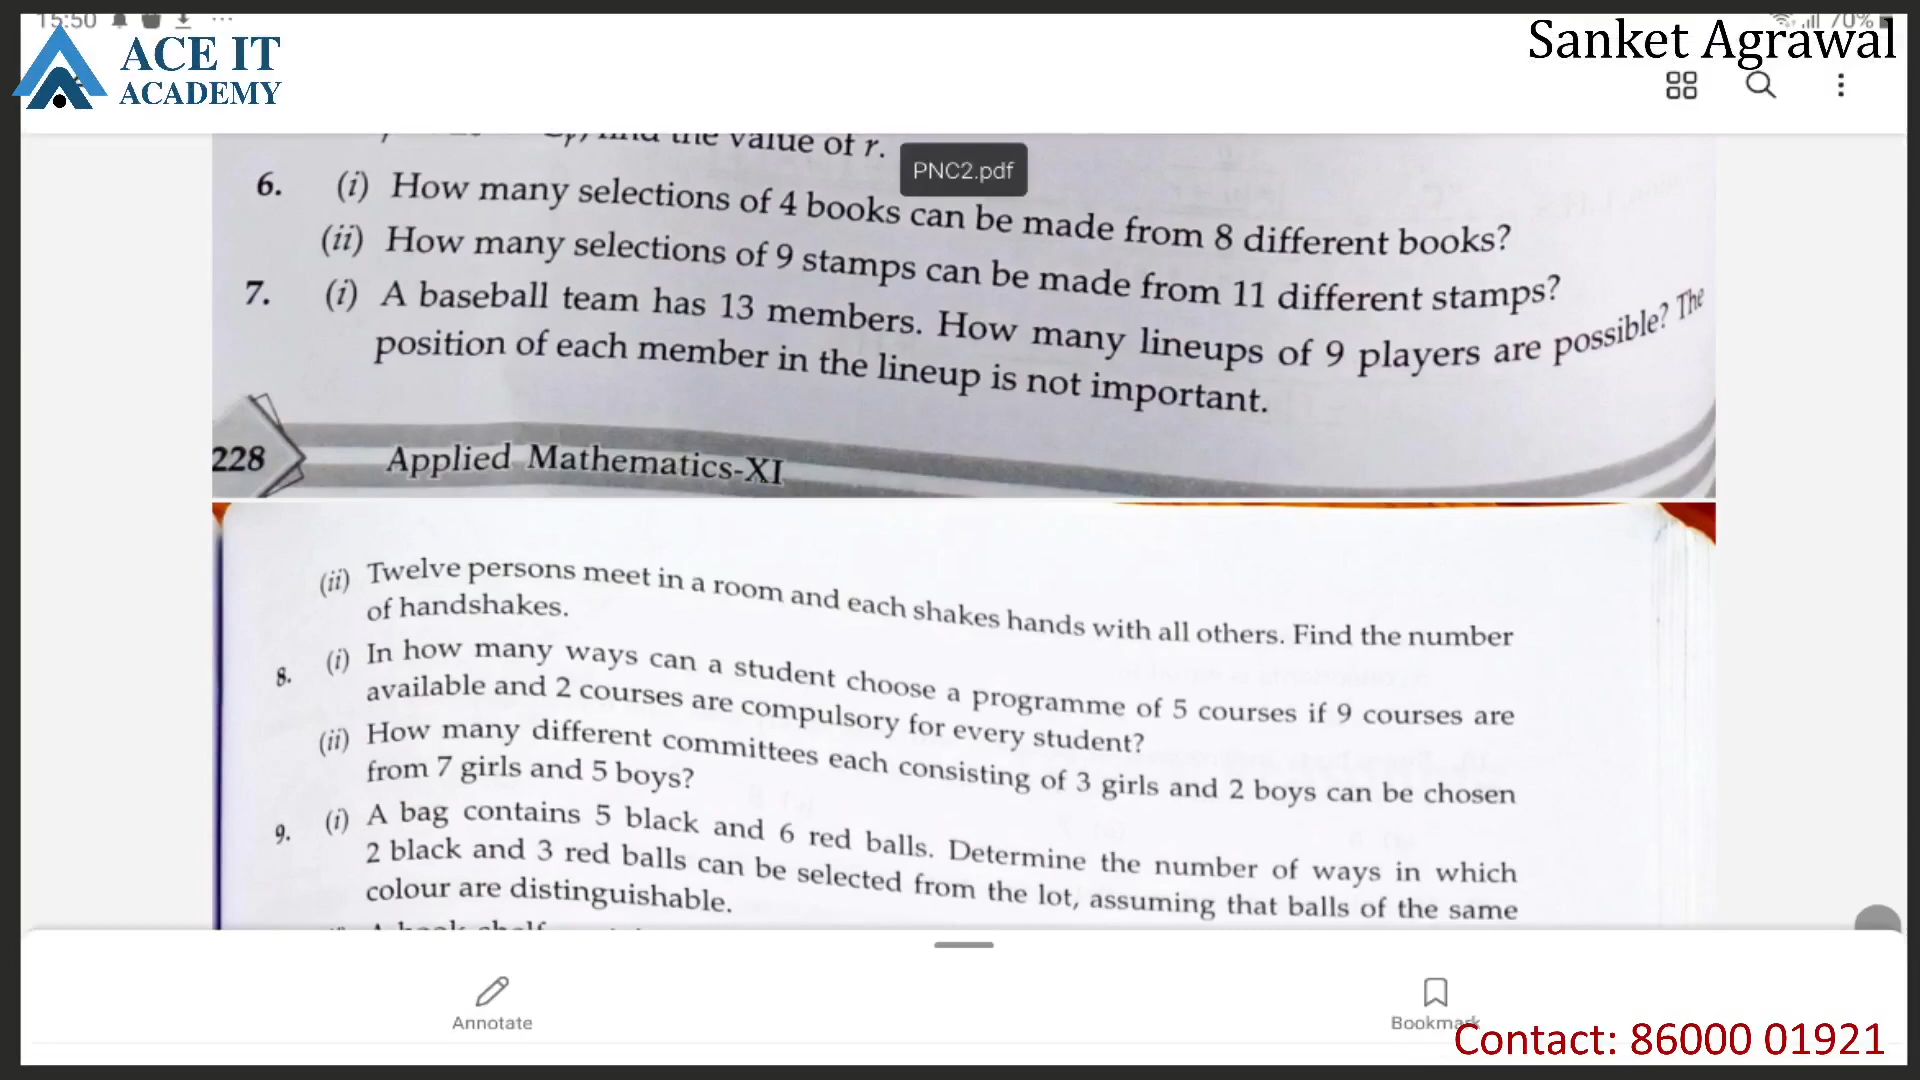 15:50
70%
ACE IT
ACADEMY
Sanket Agrawal
the value of r.
PNC2.pdf
6. (i) How many selections of 4 books can be made from 8 different books?
(ii) How many selections of 9 stamps can be made from 11 different stamps?
7. (i) A baseball team has 13 members. How many lineups of 9 players are possible? The
position of each member in the lineup is not important.
228 Applied Mathematics-XI
(ii) Twelve persons meet in a room and each shakes hands with all others. Find the number
of handshakes.
8. (i) In how many ways can a student choose a programme of 5 courses if 9 courses are
available and 2 courses are compulsory for every student?
(ii) How many different committees each consisting of 3 girls and 2 boys can be chosen
from 7 girls and 5 boys?
9. (i) A bag contains 5 black and 6 red balls. Determine the number of ways in which
2 black and 3 red balls can be selected from the lot, assuming that balls of the same
colour are distinguishable.
Annotate
Bookmark
Contact: 86000 01921